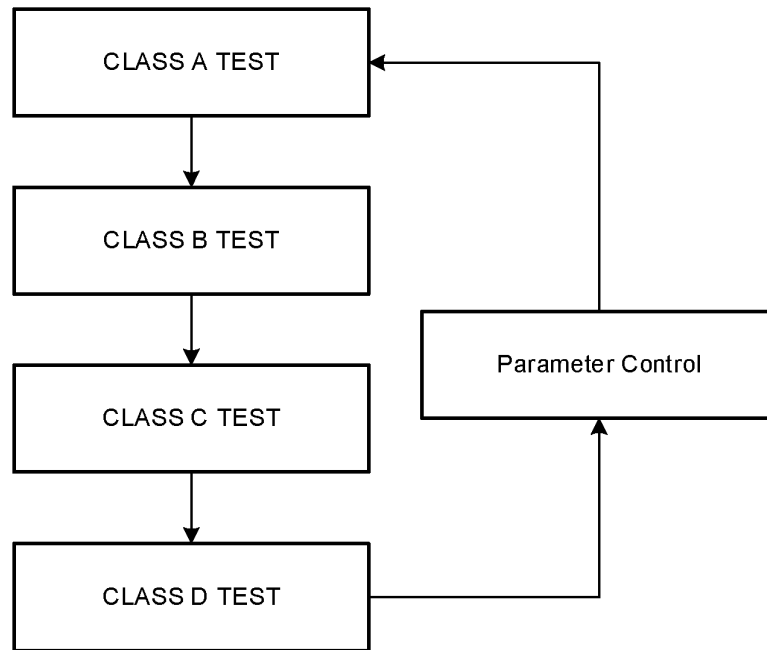 CLASS A TEST
CLASS B TEST
Parameter Control
CLASS C TEST
CLASS D TEST